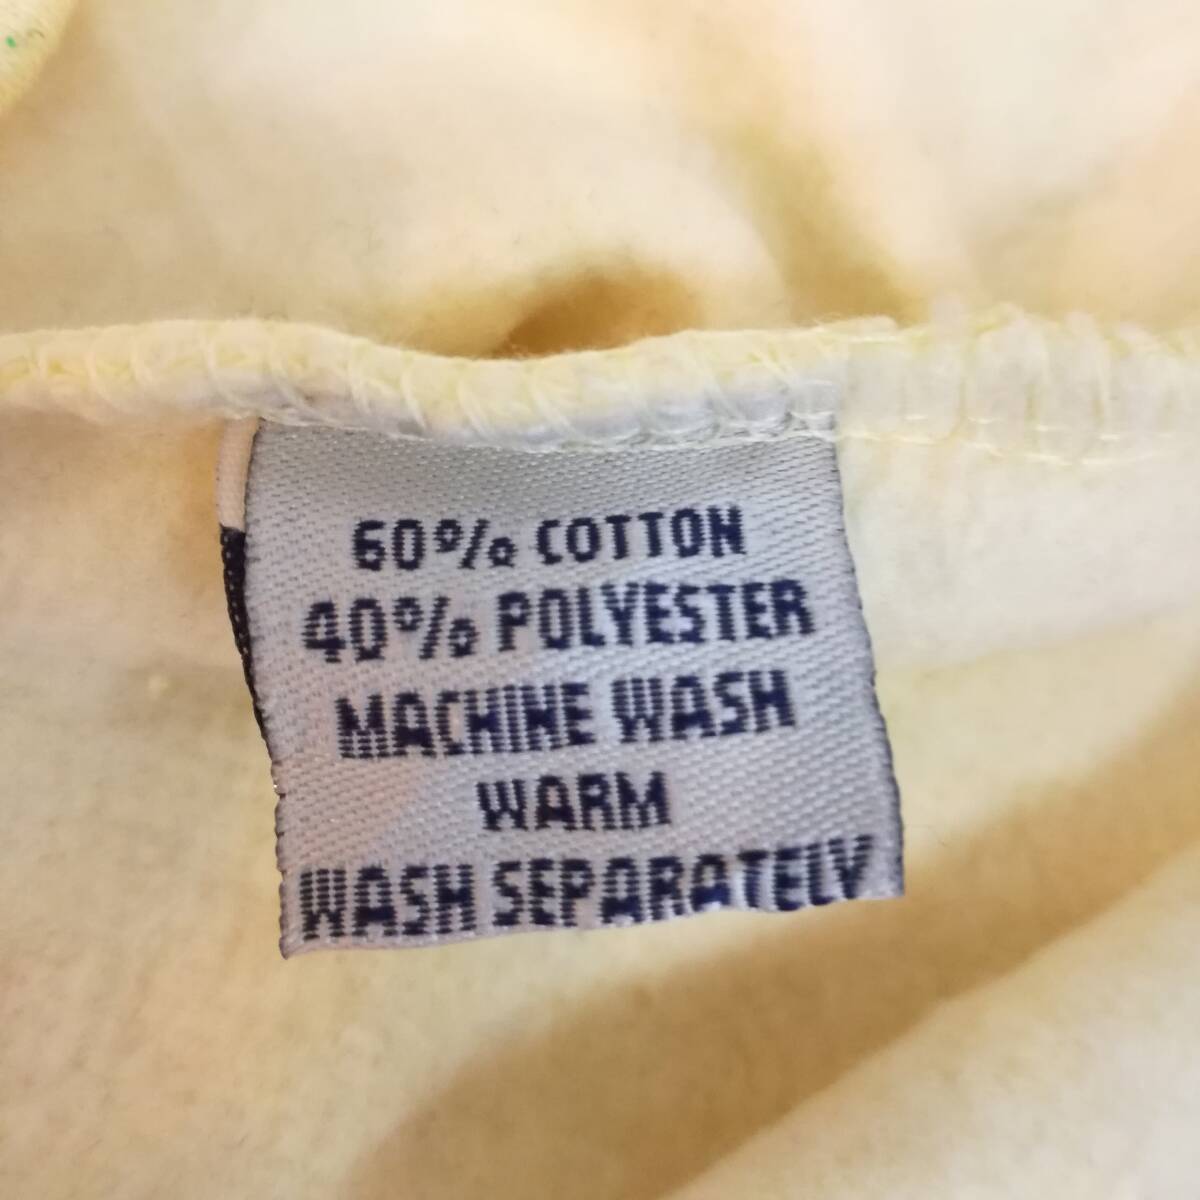 60% COTTON
40% POLYESTER
MACHINE WASH
WARM
WASH SEPARATELY